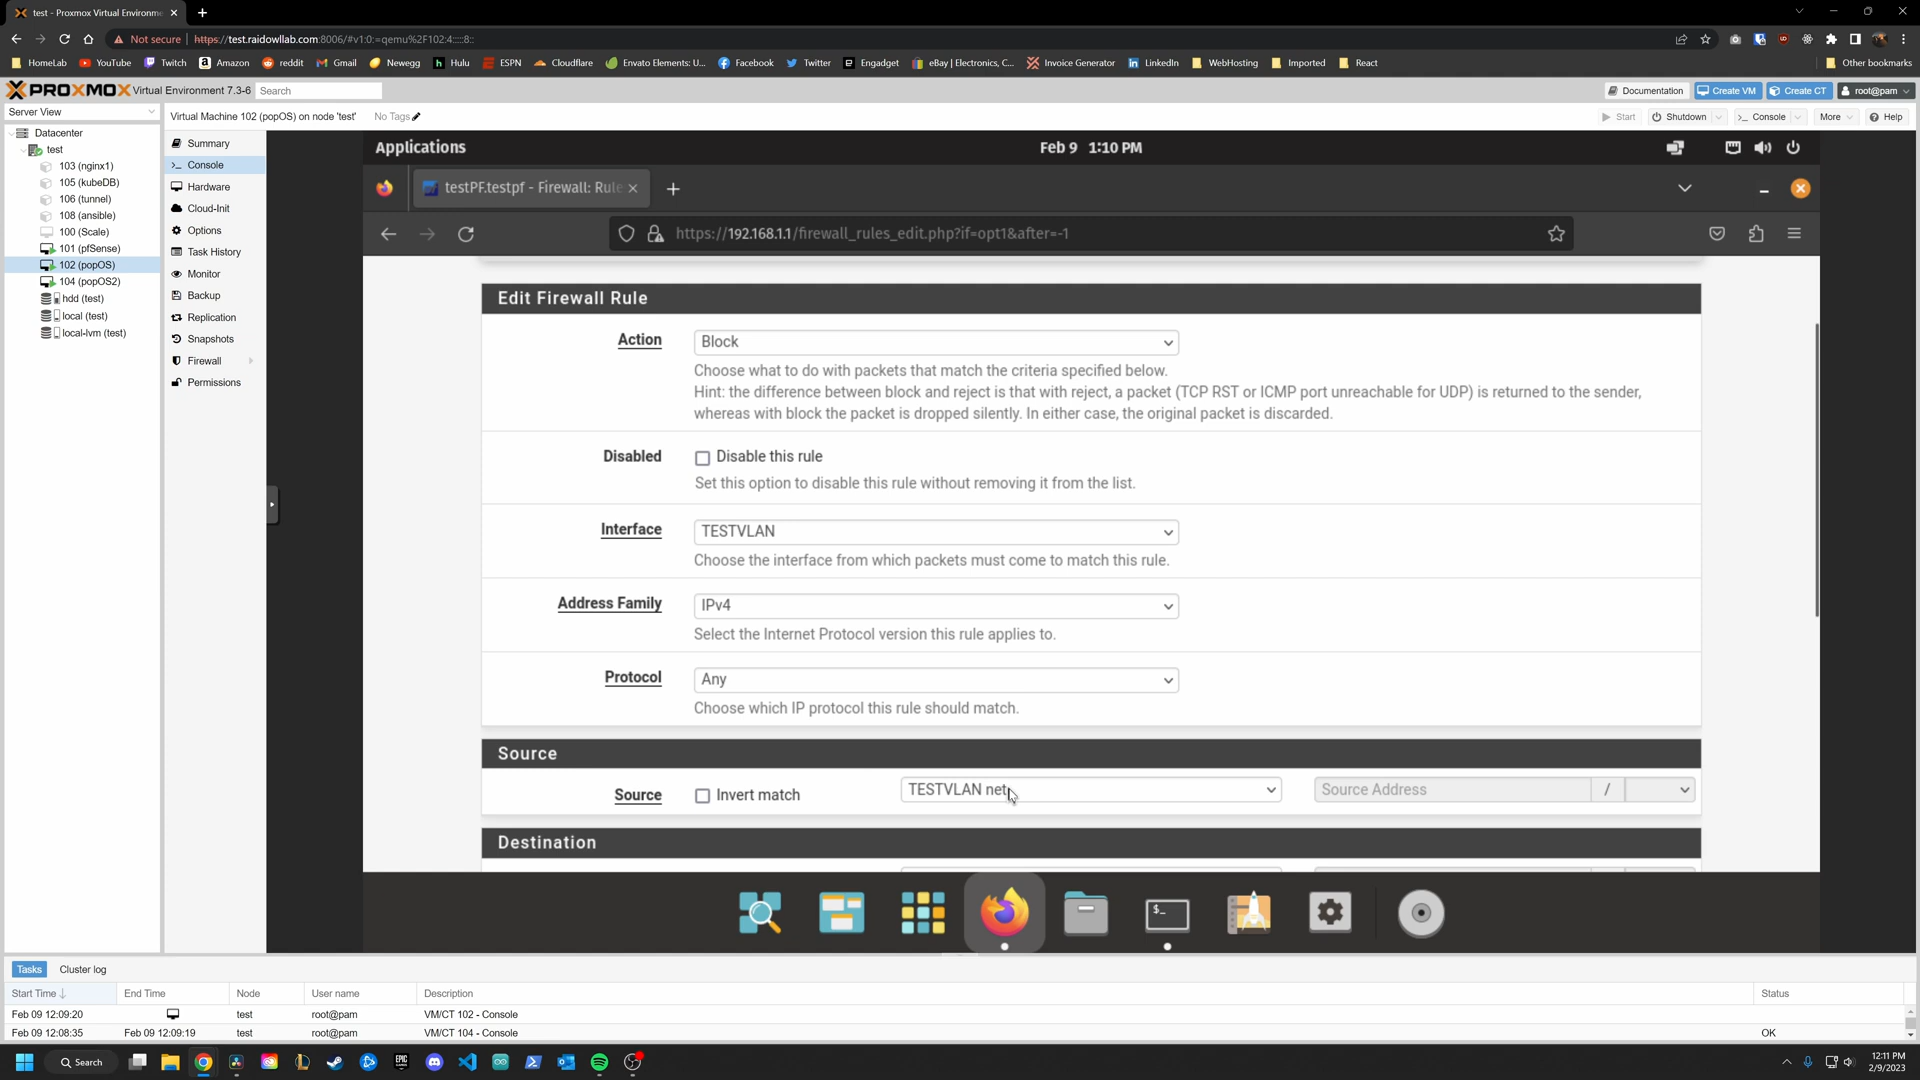 test - Proxmox Virtual Environme
Not secure
https://test.raidowllab.com:8006/#v1:0:=qemu%2F102:4:::::8::
HomeLab
YouTube
Twitch
Amazon
reddit
Gmail
Newegg
Hulu
ESPN
Cloudflare
Envato Elements: U...
Facebook
Twitter
Engadget
eBay | Electronics, C...
Invoice Generator
LinkedIn
WebHosting
Imported
React
Other bookmarks
PROXMOX Virtual Environment 7.3-6
Search
Documentation
Create VM
Create CT
root@pam
Server View
Virtual Machine 102 (popOS) on node 'test'
No Tags
Start
Shutdown
Console
More
Help
Datacenter
test
103 (nginx1)
105 (kubeDB)
106 (tunnel)
108 (ansible)
100 (Scale)
101 (pfSense)
102 (popOS)
104 (popOS2)
hdd (test)
local (test)
local-lvm (test)
Summary
Console
Hardware
Cloud-Init
Options
Task History
Monitor
Backup
Replication
Snapshots
Firewall
Permissions
Applications
Feb 9 1:10 PM
testPF.testpf - Firewall: Rule
https://192.168.1.1/firewall_rules_edit.php?if=opt1&after=-1
Edit Firewall Rule
Action
Block
Choose what to do with packets that match the criteria specified below.
Hint: the difference between block and reject is that with reject, a packet (TCP RST or ICMP port unreachable for UDP) is returned to the sender,
whereas with block the packet is dropped silently. In either case, the original packet is discarded.
Disabled
Disable this rule
Set this option to disable this rule without removing it from the list.
Interface
TESTVLAN
Choose the interface from which packets must come to match this rule.
Address Family
IPv4
Select the Internet Protocol version this rule applies to.
Protocol
Any
Choose which IP protocol this rule should match.
Source
Source
Invert match
TESTVLAN net
Source Address
/
Destination
Tasks
Cluster log
Start Time
End Time
Node
User name
Description
Status
Feb 09 12:09:20
test
root@pam
VM/CT 102 - Console
Feb 09 12:08:35
Feb 09 12:09:19
test
root@pam
VM/CT 104 - Console
OK
Search
EPIC
12:11 PM
2/9/2023